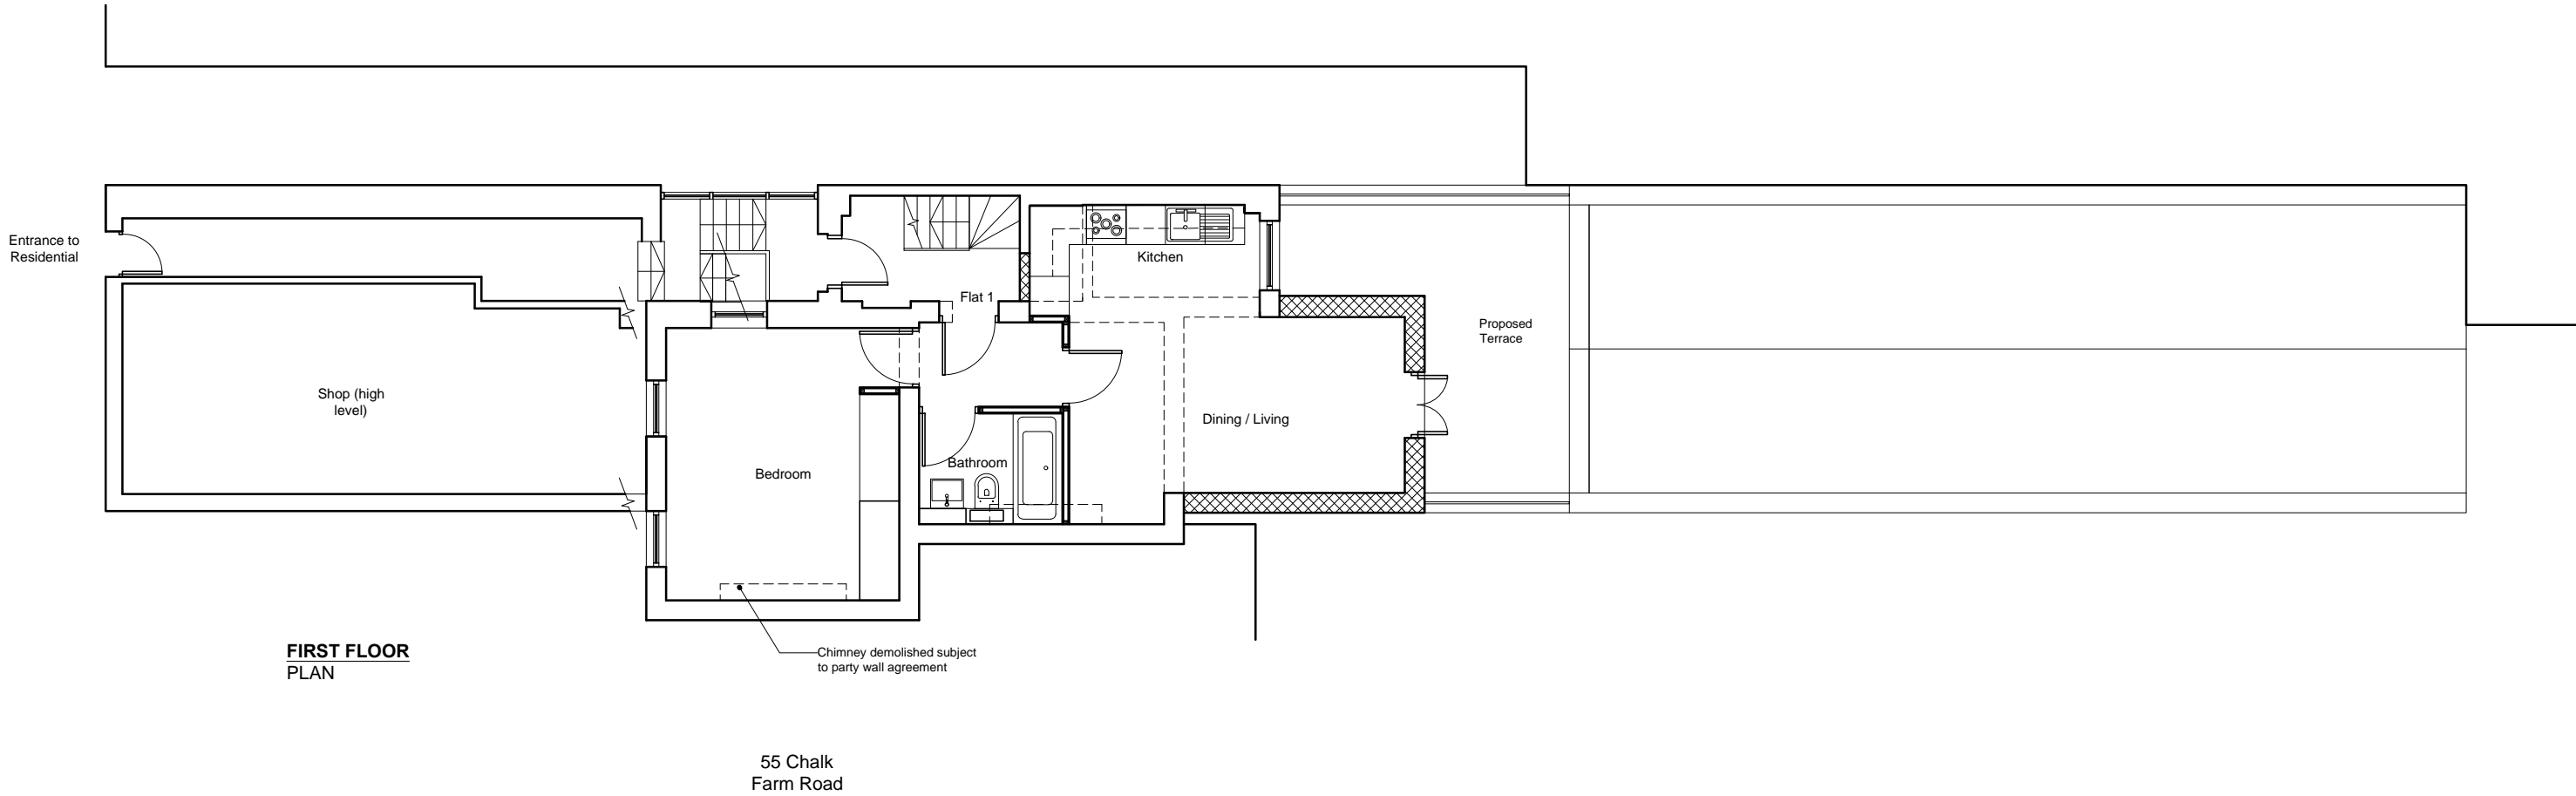 Entrance to
Residential
Shop (high
level)
Flat 1
Kitchen
Proposed
Terrace
Dining / Living
Bathroom
Bedroom
Chimney demolished subject
to party wall agreement
FIRST FLOOR
PLAN
55 Chalk
Farm Road